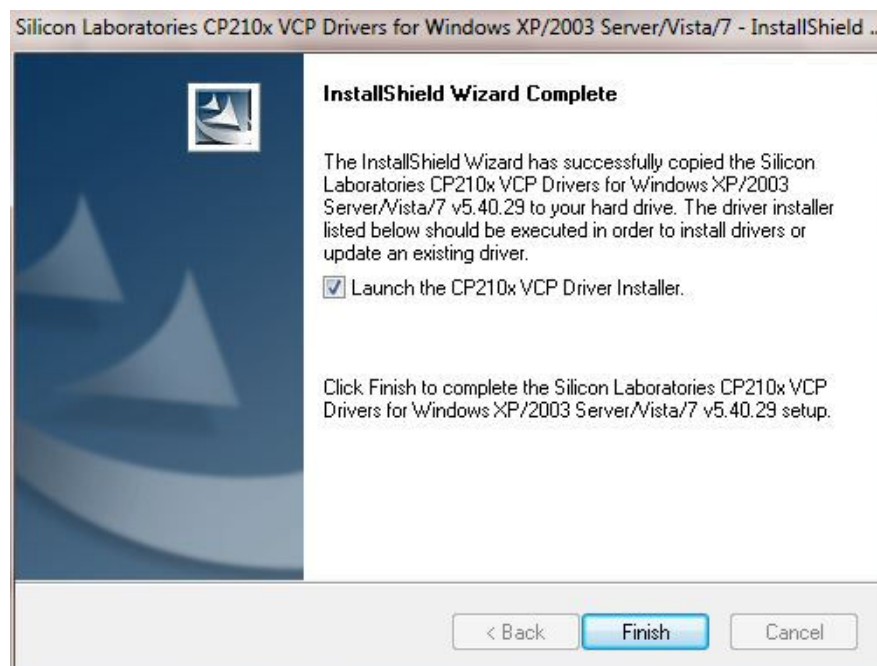 Silicon Laboratories CP210x VCP Drivers for Windows XP/2003 Server/Vista/7 - InstallShield ..
InstallShield Wizard Complete
The InstallShield Wizard has successfully copied the Silicon
Laboratories CP210x VCP Drivers for Windows XP/2003
Server/Vista/7 v5.40.29 to your hard drive. The driver installer
listed below should be executed in order to install drivers or
update an existing driver.
Launch the CP210x VCP Driver Installer.
Click Finish to complete the Silicon Laboratories CP210x VCP
Drivers for Windows XP/2003 Server/Vista/7 v5.40.29 setup.
< Back Finish Cancel